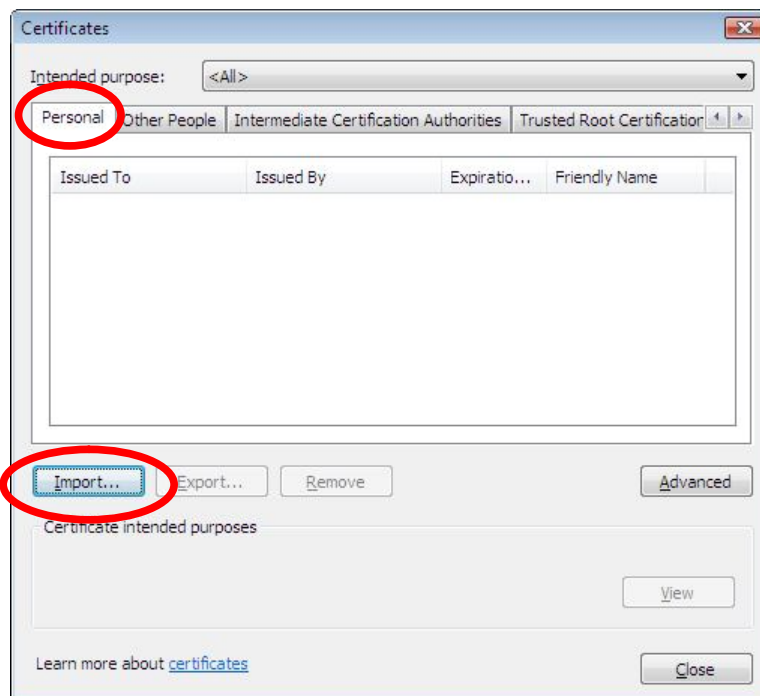 Certificates
Intended purpose: <All>
Personal Other People Intermediate Certification Authorities Trusted Root Certification
Issued To Issued By Expiratio... Friendly Name
Import... Export... Remove Advanced
Certificate intended purposes
View
Learn more about certificates
Close